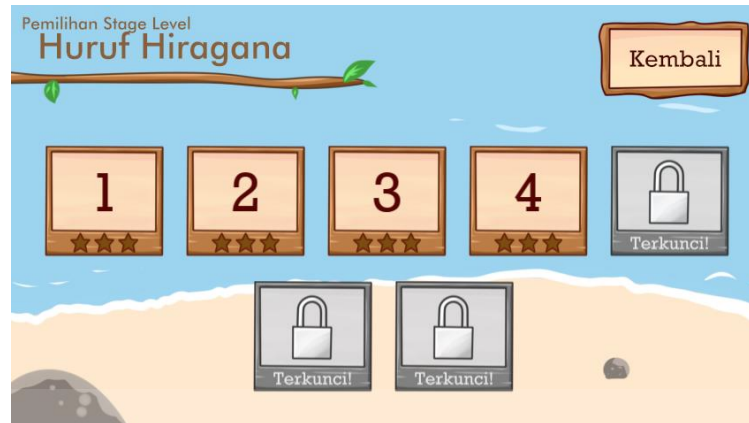 Pemilihan Stage Level
Huruf Hiragana
Kembali
1
2
3
4
Terkunci!
Terkunci!
Terkunci!